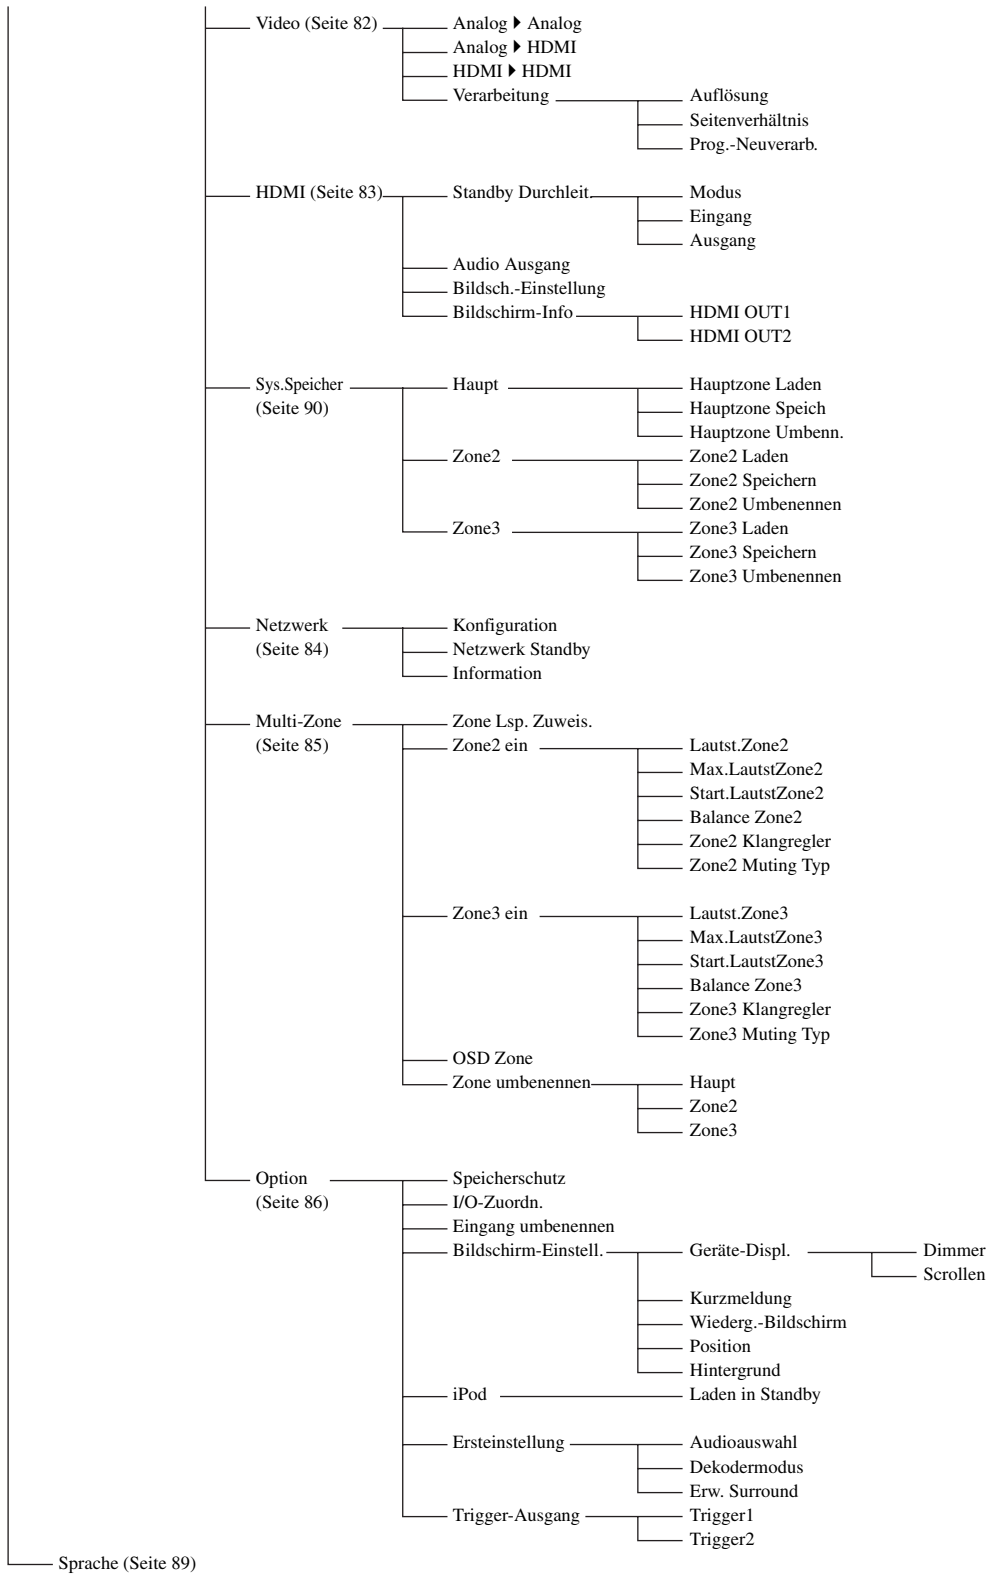 Video (Seite 82) Analog ▶ Analog
Analog ▶ HDMI
HDMI ▶ HDMI
Verarbeitung Auflösung
Seitenverhältnis
Prog.-Neuverarb.
HDMI (Seite 83) Standby Durchleit. Modus
Eingang
Ausgang
Audio Ausgang
Bildsch.-Einstellung
Bildschirm-Info HDMI OUT1
HDMI OUT2
Sys.Speicher Haupt Hauptzone Laden
(Seite 90) Hauptzone Speich
Hauptzone Umbenn.
Zone2 Zone2 Laden
Zone2 Speichern
Zone2 Umbenennen
Zone3 Zone3 Laden
Zone3 Speichern
Zone3 Umbenennen
Netzwerk Konfiguration
(Seite 84) Netzwerk Standby
Information
Multi-Zone Zone Lsp. Zuweis.
(Seite 85) Zone2 ein Lautst.Zone2
Max.LautstZone2
Start.LautstZone2
Balance Zone2
Zone2 Klangregler
Zone2 Muting Typ
Zone3 ein Lautst.Zone3
Max.LautstZone3
Start.LautstZone3
Balance Zone3
Zone3 Klangregler
Zone3 Muting Typ
OSD Zone
Zone umbenennen Haupt
Zone2
Zone3
Option Speicherschutz
(Seite 86) I/O-Zuordn.
Eingang umbenennen
Bildschirm-Einstell. Geräte-Displ. Dimmer
Scrollen
Kurzmeldung
Wiederg.-Bildschirm
Position
Hintergrund
iPod Laden in Standby
Ersteinstellung Audioauswahl
Dekodermodus
Erw. Surround
Trigger-Ausgang Trigger1
Trigger2
Sprache (Seite 89)